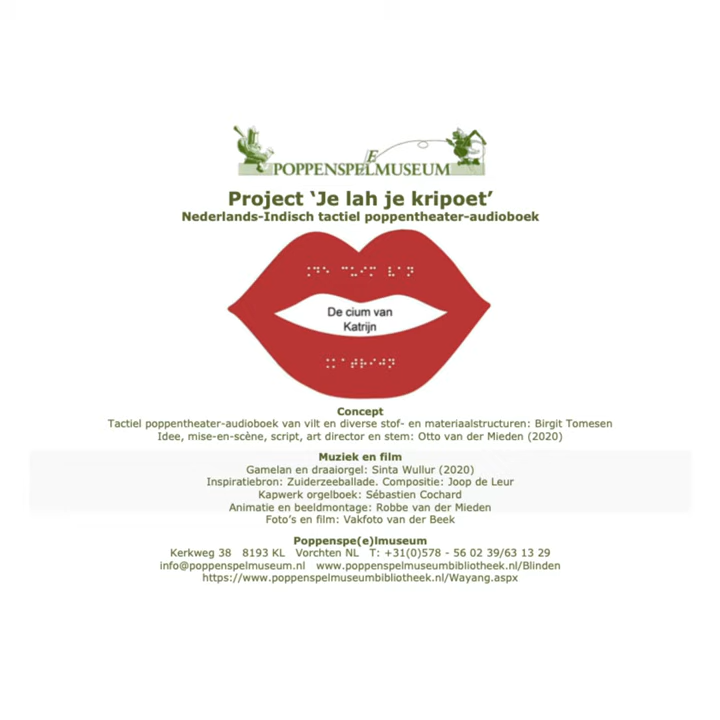 POPPENSPELMUSEUM
E
Project ‘Je lah je kripoet’
Nederlands-Indisch tactiel poppentheater-audioboek
⠨⠙⠑ ⠉⠥⠊⠍ ⠧⠁⠝
De cium van
Katrijn
⠨⠅⠁⠞⠗⠊⠚⠝
Concept
Tactiel poppentheater-audioboek van vilt en diverse stof- en materiaalstructuren: Birgit Tomesen
Idee, mise-en-scène, script, art director en stem: Otto van der Mieden (2020)
Muziek en film
Gamelan en draaiorgel: Sinta Wullur (2020)
Inspiratiebron: Zuiderzeeballade. Compositie: Joop de Leur
Kapwerk orgelboek: Sébastien Cochard
Animatie en beeldmontage: Robbe van der Mieden
Foto’s en film: Vakfoto van der Beek
Poppenspe(e)lmuseum
Kerkweg 38 8193 KL Vorchten NL T: +31(0)578 - 56 02 39/63 13 29
info@poppenspelmuseum.nl www.poppenspelmuseumbibliotheek.nl/Blinden
https://www.poppenspelmuseumbibliotheek.nl/Wayang.aspx